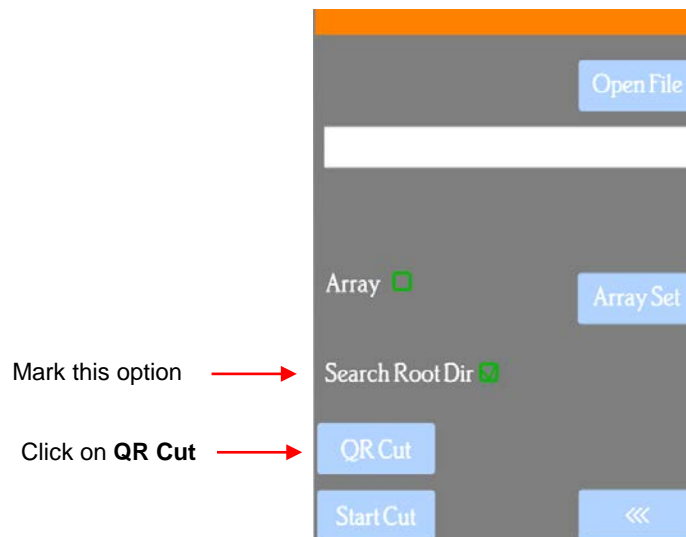 Open File
Array
Array Set
Mark this option
Search Root Dir
Click on QR Cut
QR Cut
Start Cut
<<<